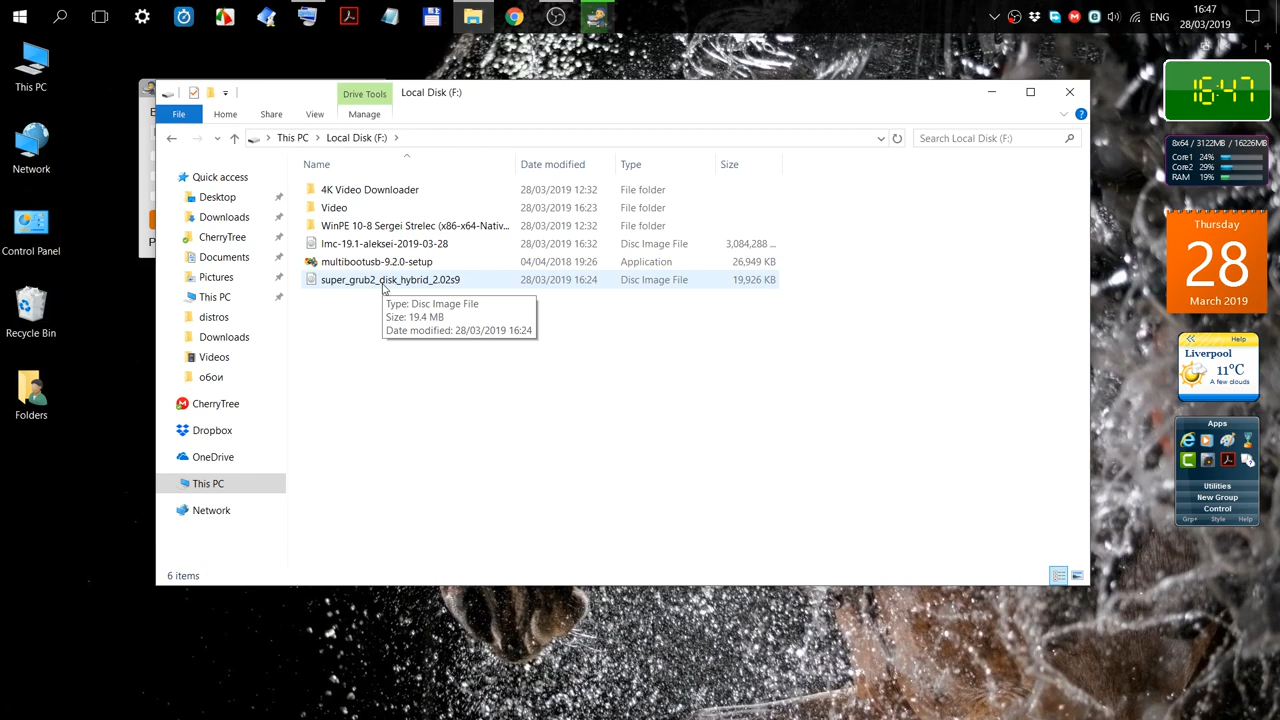 16:47
ENG
28/03/2019
This PC
Network
Control Panel
Recycle Bin
Folders
Drive Tools
Local Disk (F:)
File
Home
Share
View
Manage
This PC
Local Disk (F:)
Search Local Disk (F:)
Quick access
Desktop
Downloads
CherryTree
Documents
Pictures
This PC
distros
Downloads
Videos
обои
CherryTree
Dropbox
OneDrive
This PC
Network
Name Date modified Type Size
4K Video Downloader 28/03/2019 12:32 File folder
Video 28/03/2019 16:23 File folder
WinPE 10-8 Sergei Strelec (x86-x64-Nativ... 28/03/2019 12:32 File folder
lmc-19.1-aleksei-2019-03-28 28/03/2019 16:32 Disc Image File 3,084,288 ...
multibootusb-9.2.0-setup 04/04/2018 19:26 Application 26,949 KB
super_grub2_disk_hybrid_2.02s9 28/03/2019 16:24 Disc Image File 19,926 KB
Type: Disc Image File
Size: 19.4 MB
Date modified: 28/03/2019 16:24
6 items
16:47
8x64 / 3122MB / 16226MB
Core1 24%
Core2 29%
RAM 19%
Thursday
28
March 2019
Help
Liverpool
11°C
A few clouds
Apps
Utilities
New Group
Control
Grp+ Style Help